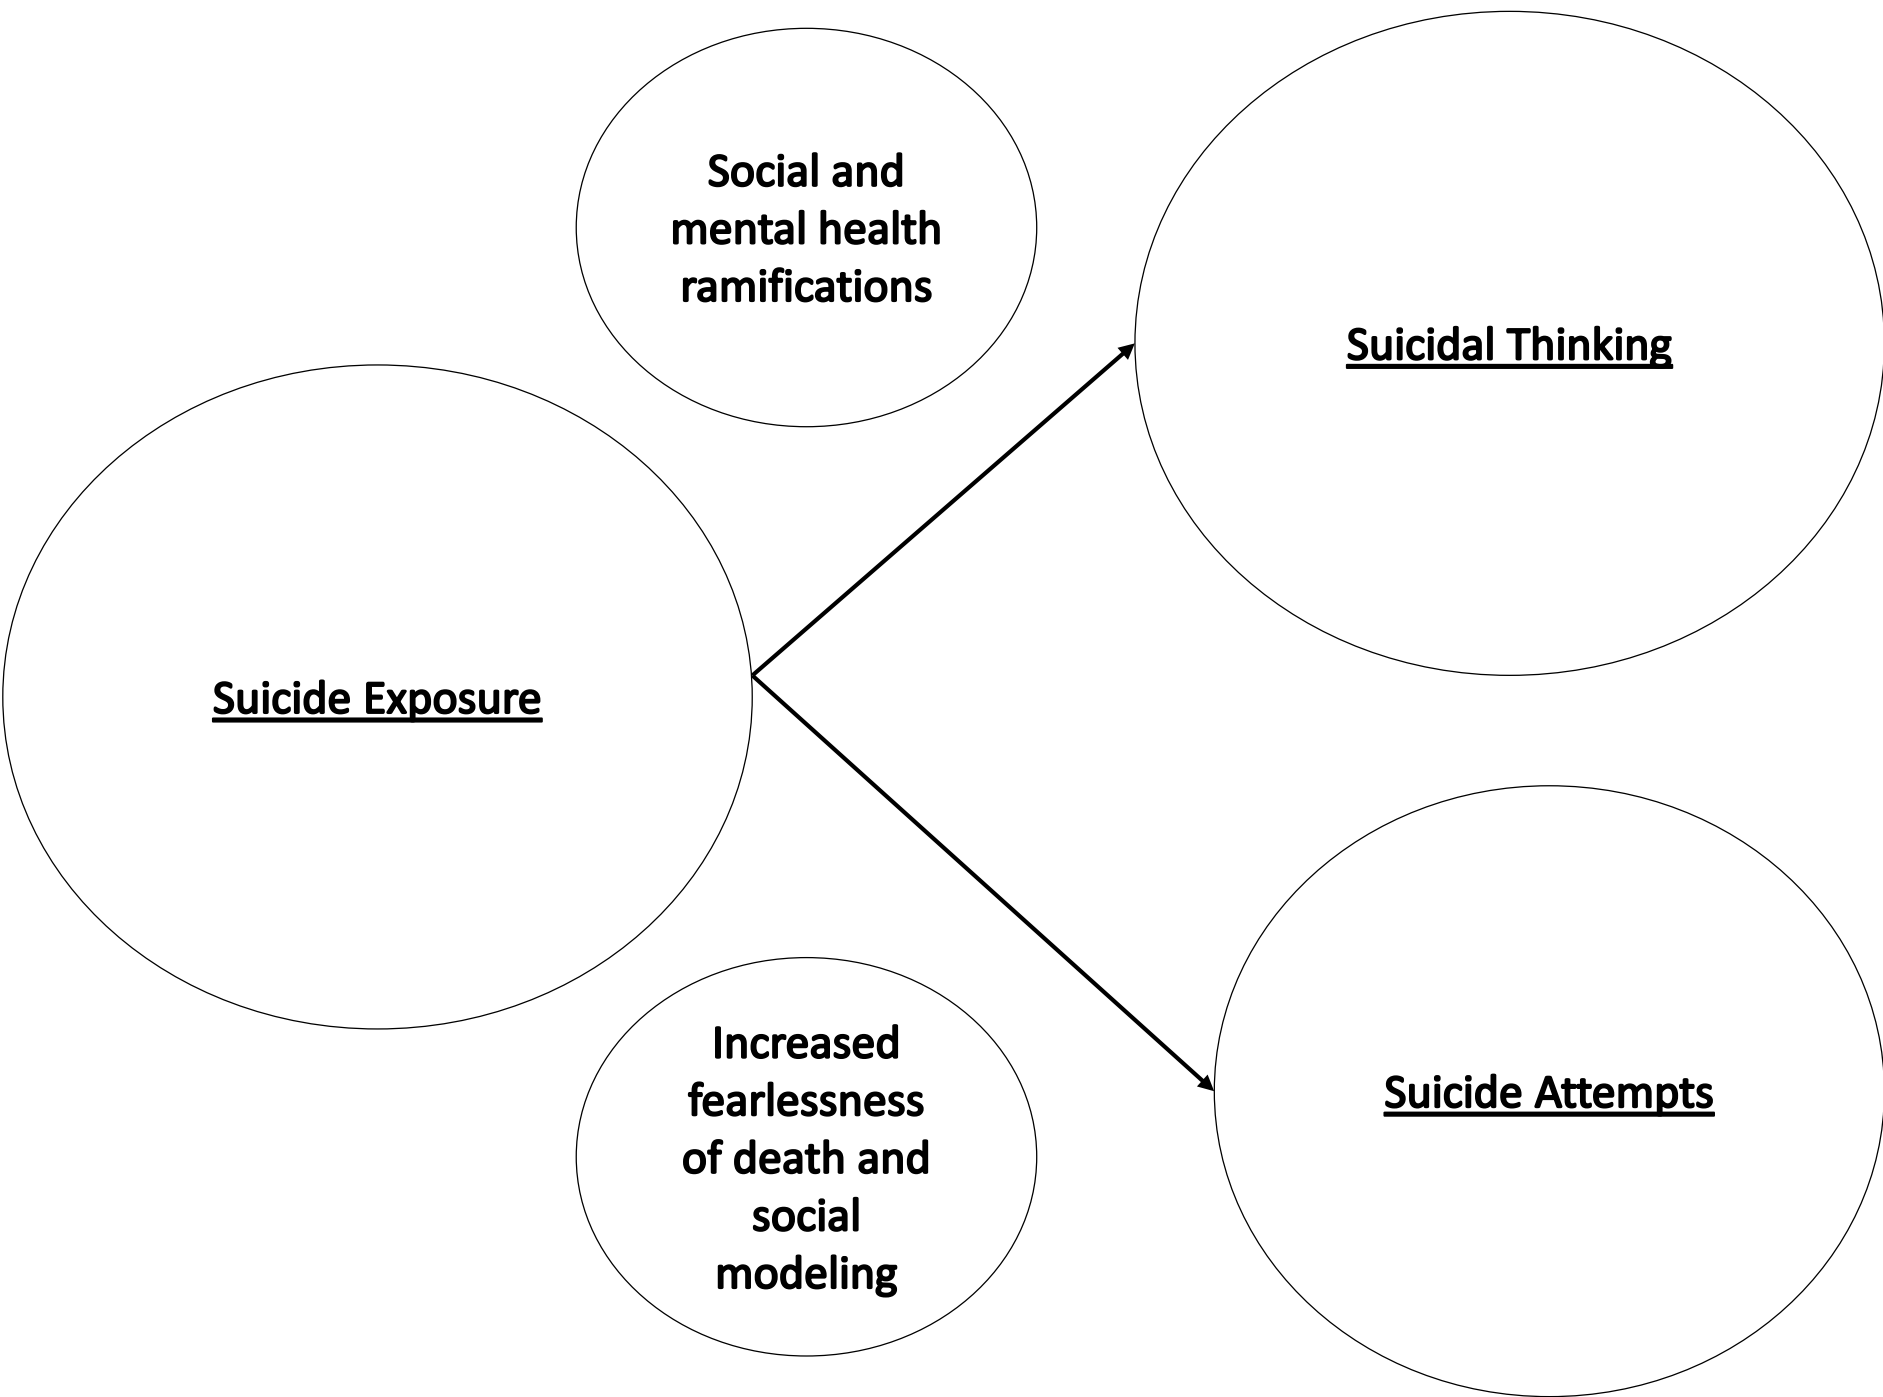 Social and
mental health
ramifications
Suicidal Thinking
Suicide Exposure
Increased
fearlessness
of death and
social
modeling
Suicide Attempts